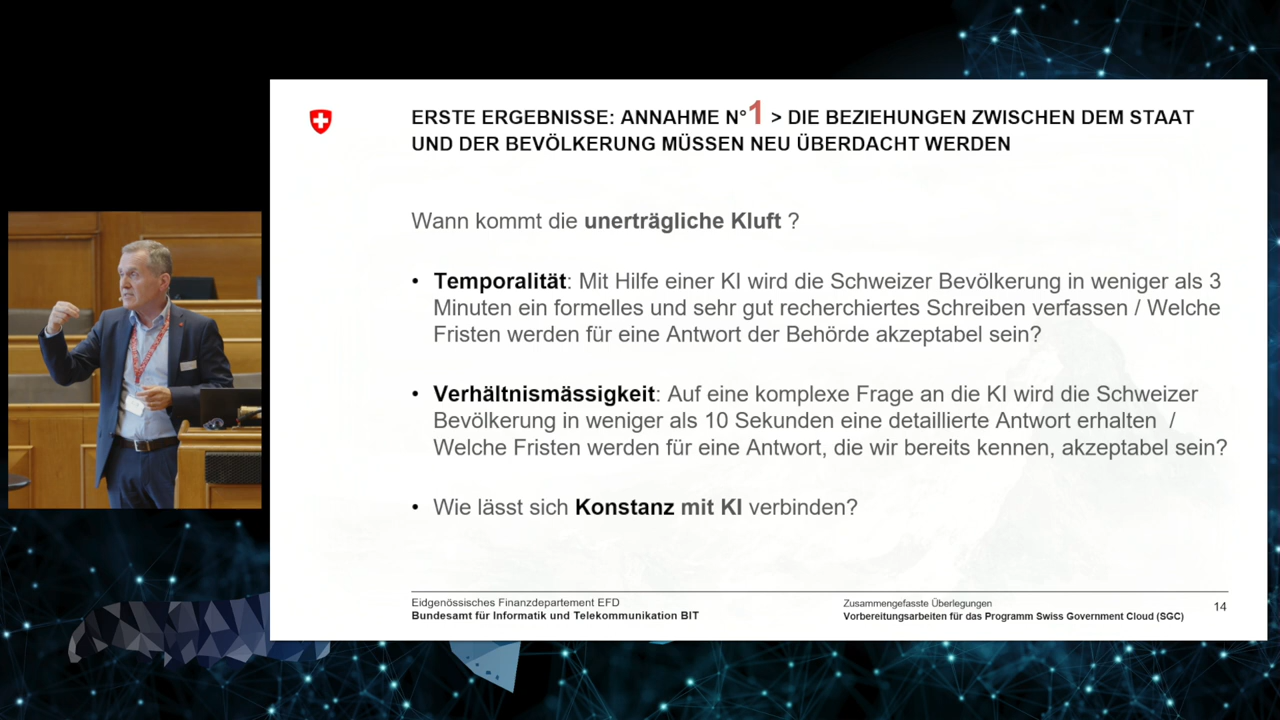 ERSTE ERGEBNISSE: ANNAHME N°1 > DIE BEZIEHUNGEN ZWISCHEN DEM STAAT
UND DER BEVÖLKERUNG MÜSSEN NEU ÜBERDACHT WERDEN
Wann kommt die unerträgliche Kluft ?
• Temporalität: Mit Hilfe einer KI wird die Schweizer Bevölkerung in weniger als 3
Minuten ein formelles und sehr gut recherchiertes Schreiben verfassen / Welche
Fristen werden für eine Antwort der Behörde akzeptabel sein?
• Verhältnismässigkeit: Auf eine komplexe Frage an die KI wird die Schweizer
Bevölkerung in weniger als 10 Sekunden eine detaillierte Antwort erhalten /
Welche Fristen werden für eine Antwort, die wir bereits kennen, akzeptabel sein?
• Wie lässt sich Konstanz mit KI verbinden?
Eidgenössisches Finanzdepartement EFD
Bundesamt für Informatik und Telekommunikation BIT
Zusammengefasste Überlegungen
Vorbereitungsarbeiten für das Programm Swiss Government Cloud (SGC)
14